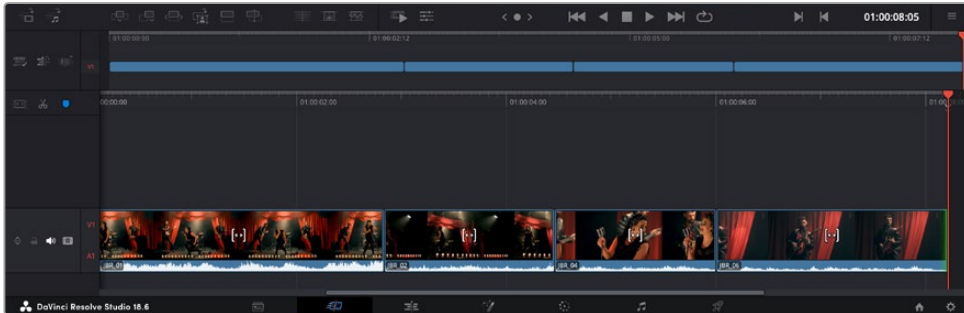 01:00:08:05
01:00:00:00 01:00:02:12 01:00:05:00 01:00:07:12
V1
00:00:00 01:00:02:00 01:00:04:00 01:00:06:00
V1
A1
JBR_01 JBR_02 JBR_04 JBR_06
DaVinci Resolve Studio 18.6